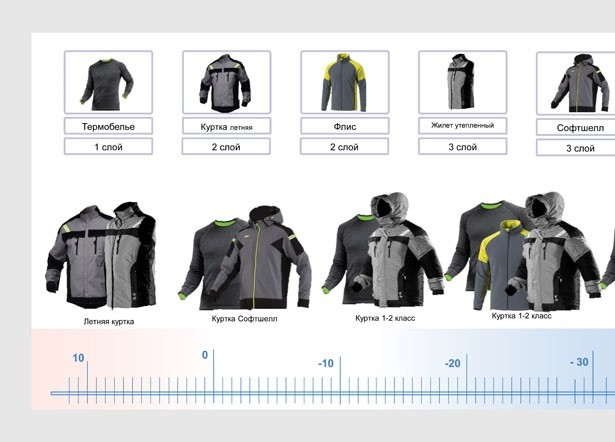 Термобелье
Куртка летняя
Флис
Жилет утепленный
Софтшелл
1 слой
2 слой
2 слой
3 слой
3 слой
Летняя куртка
Куртка Софтшелл
Куртка 1-2 класс
Куртка 1-2 класс
10
0
-10
-20
- 30